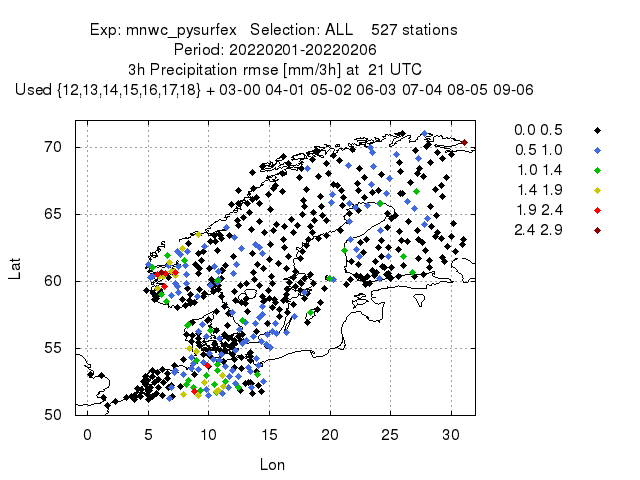 Exp: mnwc_pysurfex   Selection: ALL    527 stations
Period: 20220201-20220206
3h Precipitation rmse [mm/3h] at  21 UTC
Used {12,13,14,15,16,17,18} + 03-00 04-01 05-02 06-03 07-04 08-05 09-06
0.0 0.5
0.5 1.0
1.0 1.4
1.4 1.9
1.9 2.4
2.4 2.9
70
65
60
55
50
Lat
0 5 10 15 20 25 30
Lon